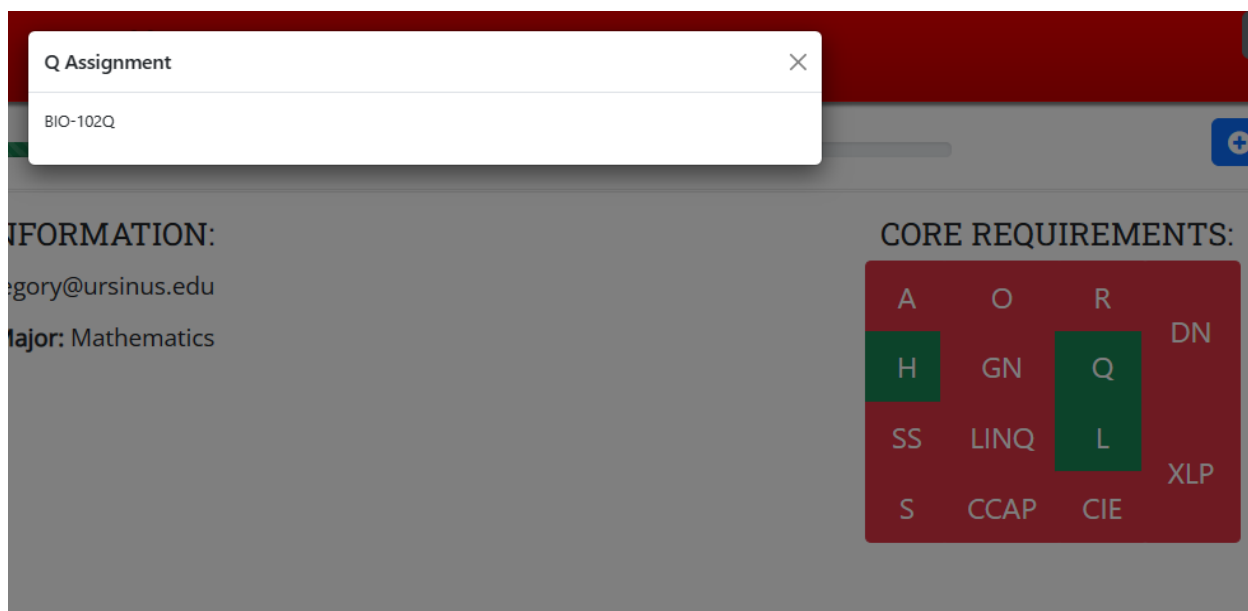 Q Assignment
BIO-102Q
NFORMATION:
egory@ursinus.edu
Major: Mathematics
CORE REQUIREMENTS:
A O R
DN
H GN Q
SS LINQ L
XLP
S CCAP CIE